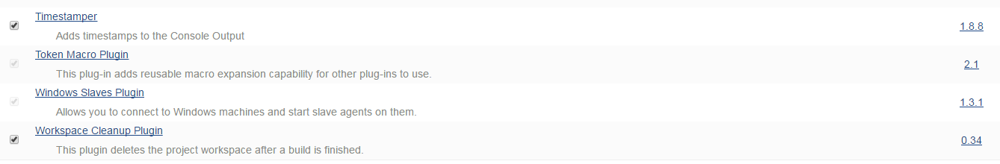 Timestamper
Adds timestamps to the Console Output
1.8.8
Token Macro Plugin
This plug-in adds reusable macro expansion capability for other plug-ins to use.
2.1
Windows Slaves Plugin
Allows you to connect to Windows machines and start slave agents on them.
1.3.1
Workspace Cleanup Plugin
This plugin deletes the project workspace after a build is finished.
0.34